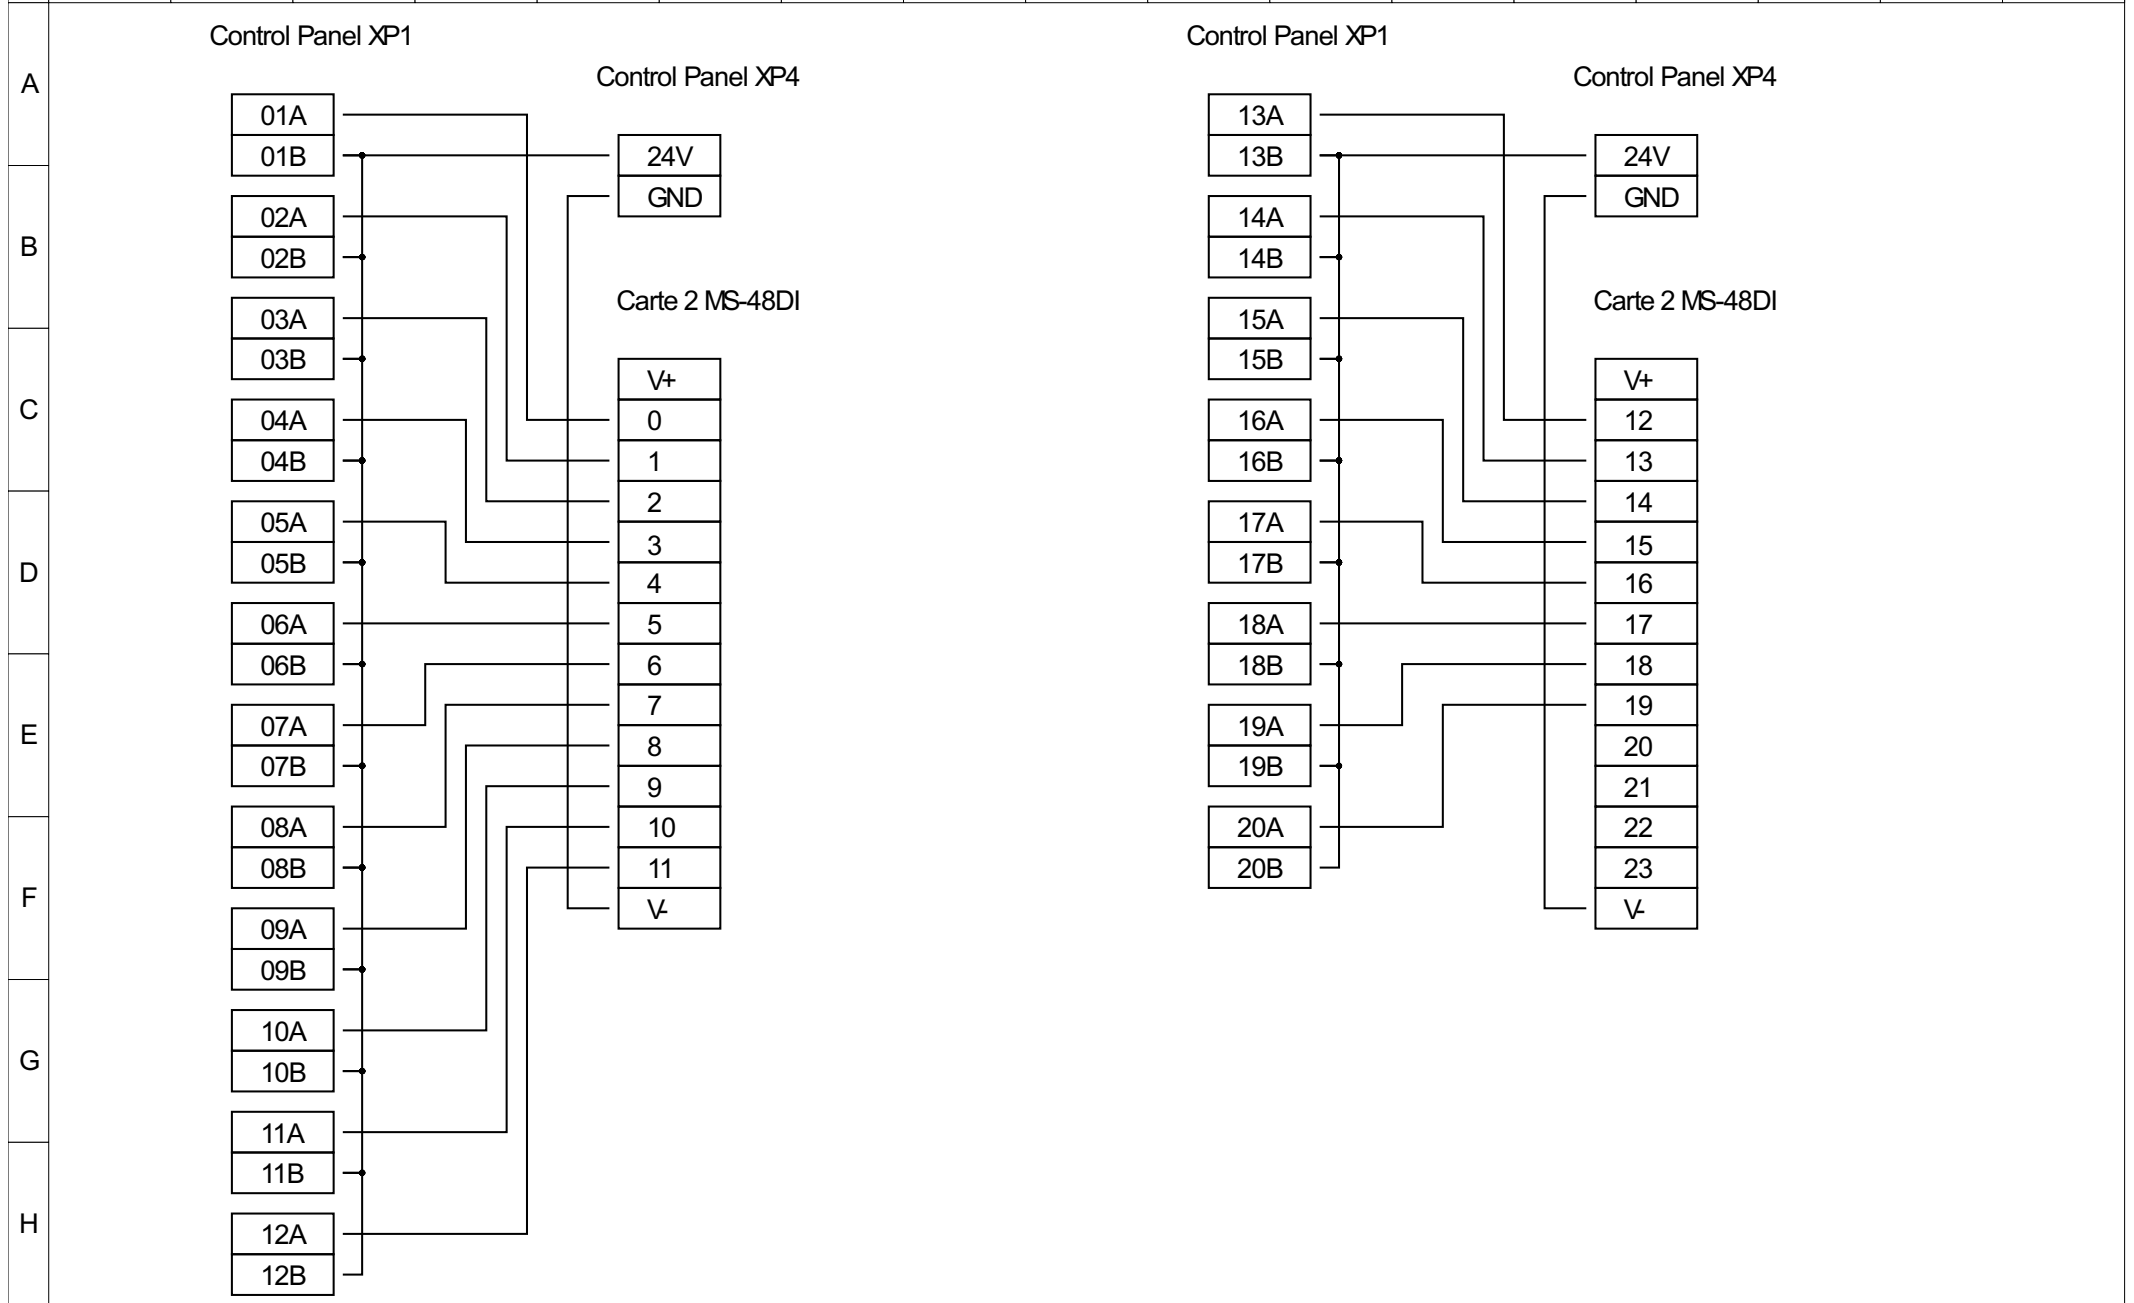 Control Panel XP1
Control Panel XP4
01A
01B
02A
02B
03A
03B
04A
04B
05A
05B
06A
06B
07A
07B
08A
08B
09A
09B
10A
10B
11A
11B
12A
12B
24V
GND
Carte 2 MS-48DI
V+
0
1
2
3
4
5
6
7
8
9
10
11
V-
Control Panel XP1
Control Panel XP4
13A
13B
14A
14B
15A
15B
16A
16B
17A
17B
18A
18B
19A
19B
20A
20B
24V
GND
Carte 2 MS-48DI
V+
12
13
14
15
16
17
18
19
20
21
22
23
V-
A
B
C
D
E
F
G
H